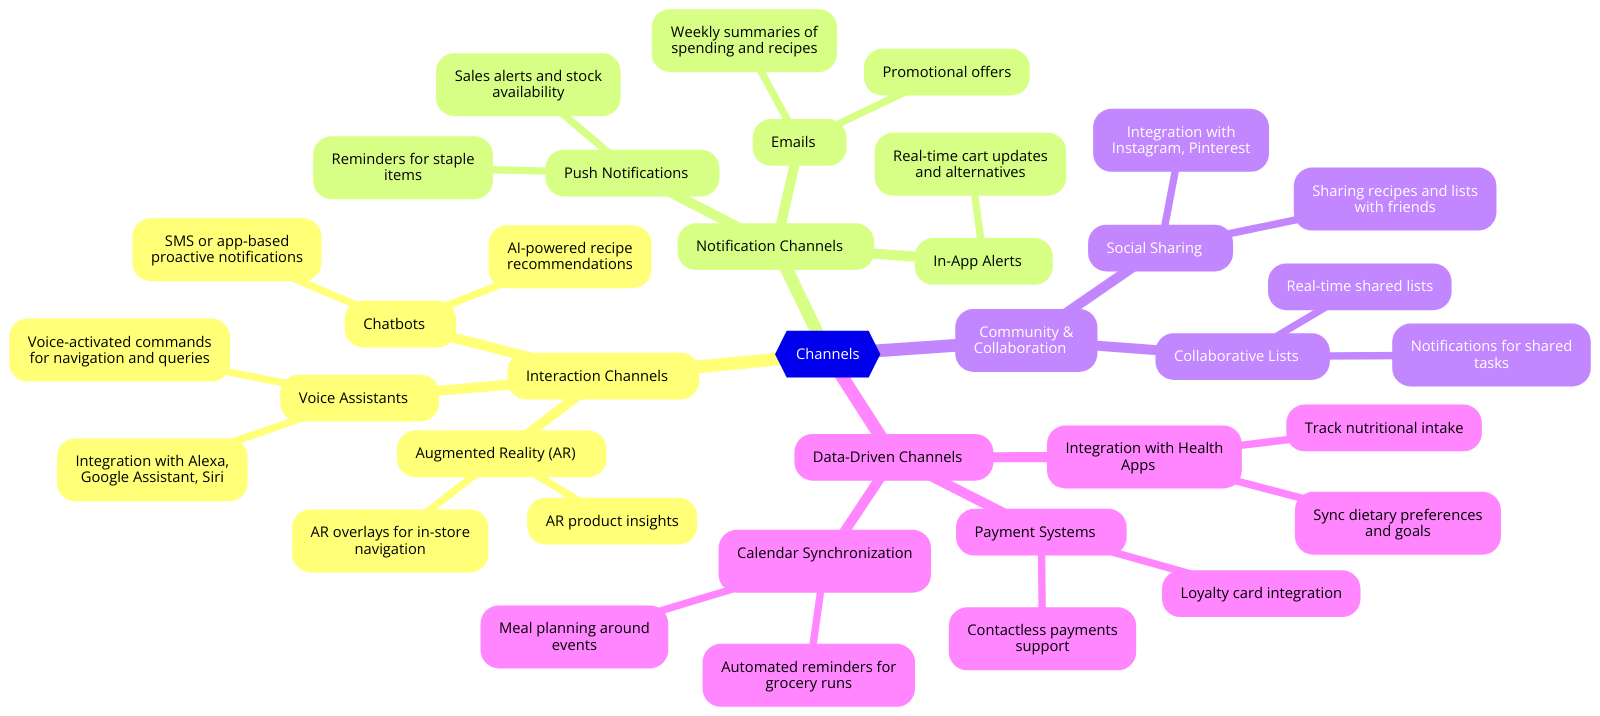 Channels
Interaction Channels
Chatbots
SMS or app-based
proactive notifications
AI-powered recipe
recommendations
Voice Assistants
Voice-activated commands
for navigation and queries
Integration with Alexa,
Google Assistant, Siri
Augmented Reality (AR)
AR overlays for in-store
navigation
AR product insights
Notification Channels
Push Notifications
Reminders for staple
items
Sales alerts and stock
availability
Emails
Weekly summaries of
spending and recipes
Promotional offers
In-App Alerts
Real-time cart updates
and alternatives
Community &
Collaboration
Social Sharing
Integration with
Instagram, Pinterest
Sharing recipes and lists
with friends
Collaborative Lists
Real-time shared lists
Notifications for shared
tasks
Data-Driven Channels
Integration with Health
Apps
Track nutritional intake
Sync dietary preferences
and goals
Payment Systems
Loyalty card integration
Contactless payments
support
Calendar Synchronization
Meal planning around
events
Automated reminders for
grocery runs